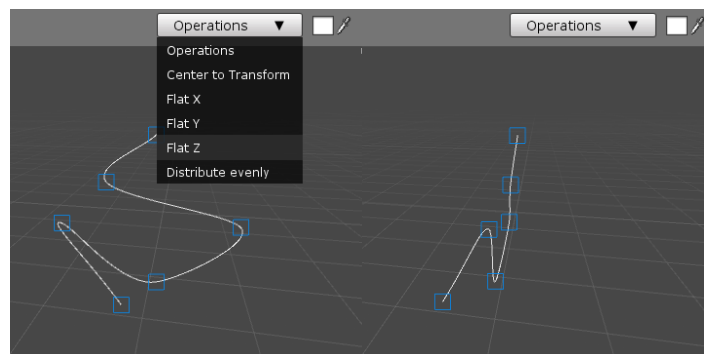 Operations ▼
Operations ▼
Operations
Center to Transform
Flat X
Flat Y
Flat Z
Distribute evenly